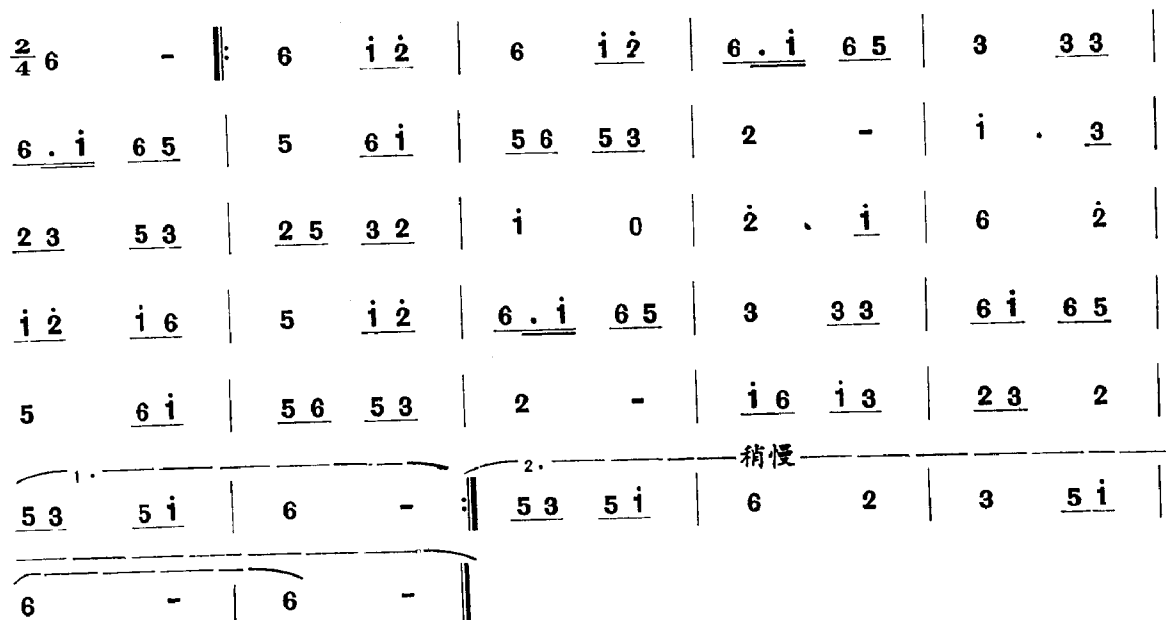 2/4 6 - ‖: 6 i̇ 2̇ | 6 i̇ 2̇ | 6 . i̇ 6 5 | 3 3 3 |
6 . i̇ 6 5 | 5 6 i̇ | 5 6 5 3 | 2 - | i̇ . 3 |
2 3 5 3 | 2 5 3 2 | i̇ 0 | 2̇ . i̇ | 6 2̇ |
i̇ 2̇ i̇ 6 | 5 i̇ 2̇ | 6 . i̇ 6 5 | 3 3 3 | 6 i̇ 6 5 |
5 6 i̇ | 5 6 5 3 | 2 - | i̇ 6 i̇ 3 | 2 3 2 |
1. 2. 稍慢
5 3 5 i̇ | 6 - :‖ 5 3 5 i̇ | 6 2 | 3 5 i̇ |
6 - | 6 - ‖